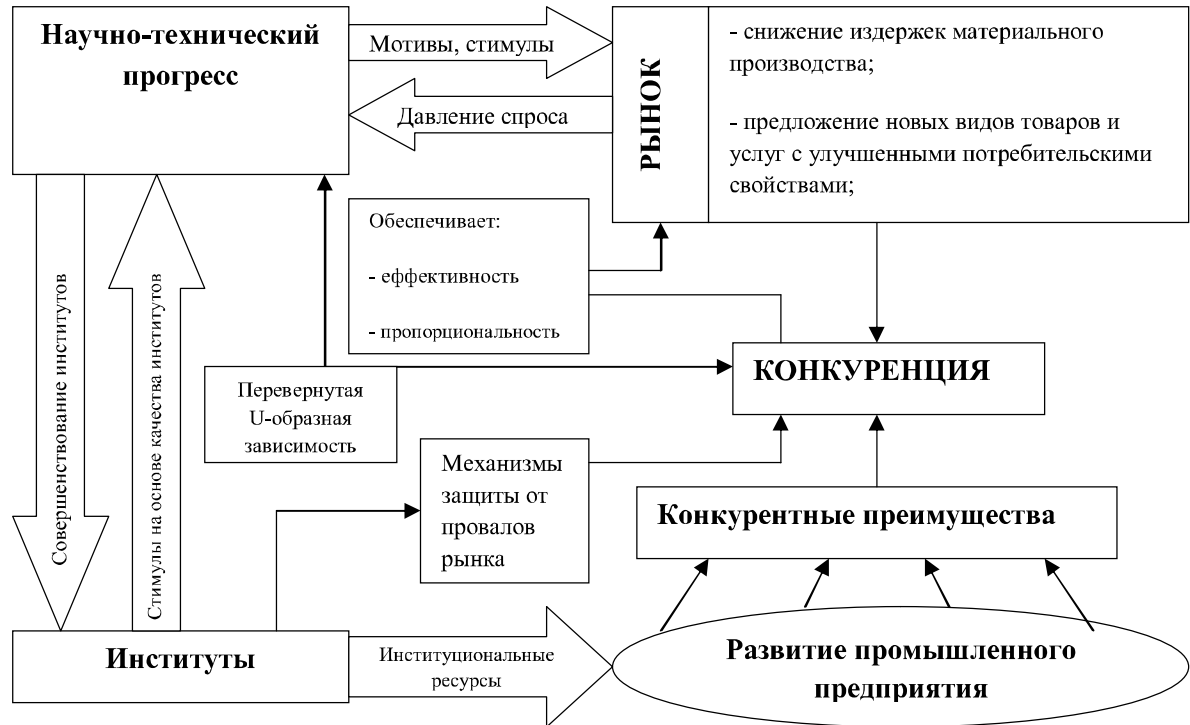 Научно-технический
прогресс
Мотивы, стимулы
Давление спроса
РЫНОК
- снижение издержек материального
производства;
- предложение новых видов товаров и
услуг с улучшенными потребительскими
свойствами;
Обеспечивает:
- еффективность
- пропорциональность
Совершенствование институтов
Стимулы на основе качества институтов
Перевернутая
U-образная
зависимость
КОНКУРЕНЦИЯ
Механизмы
защиты от
провалов
рынка
Конкурентные преимущества
Институты
Институциональные
ресурсы
Развитие промышленного
предприятия